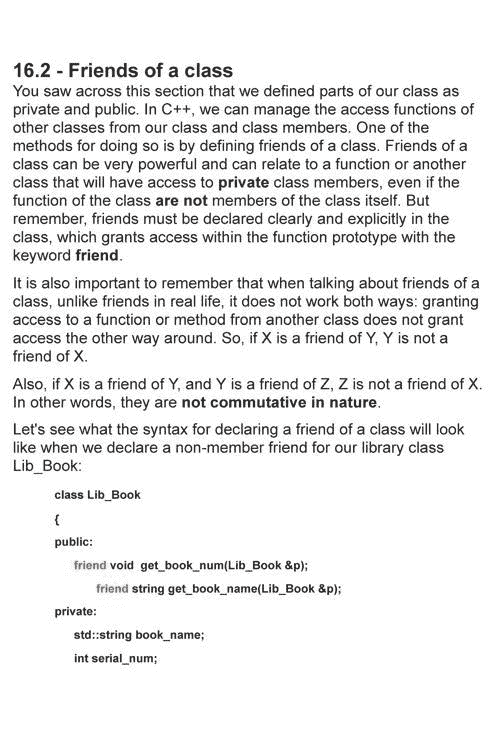 16.2 - Friends of a class
You saw across this section that we defined parts of our class as
private and public. In C++, we can manage the access functions of
other classes from our class and class members. One of the
methods for doing so is by defining friends of a class. Friends of a
class can be very powerful and can relate to a function or another
class that will have access to private class members, even if the
function of the class are not members of the class itself. But
remember, friends must be declared clearly and explicitly in the
class, which grants access within the function prototype with the
keyword friend.
It is also important to remember that when talking about friends of a
class, unlike friends in real life, it does not work both ways: granting
access to a function or method from another class does not grant
access the other way around. So, if X is a friend of Y, Y is not a
friend of X.
Also, if X is a friend of Y, and Y is a friend of Z, Z is not a friend of X.
In other words, they are not commutative in nature.
Let's see what the syntax for declaring a friend of a class will look
like when we declare a non-member friend for our library class
Lib_Book:
class Lib_Book
{
public:
friend void get_book_num(Lib_Book &p);
friend string get_book_name(Lib_Book &p);
private:
std::string book_name;
int serial_num;